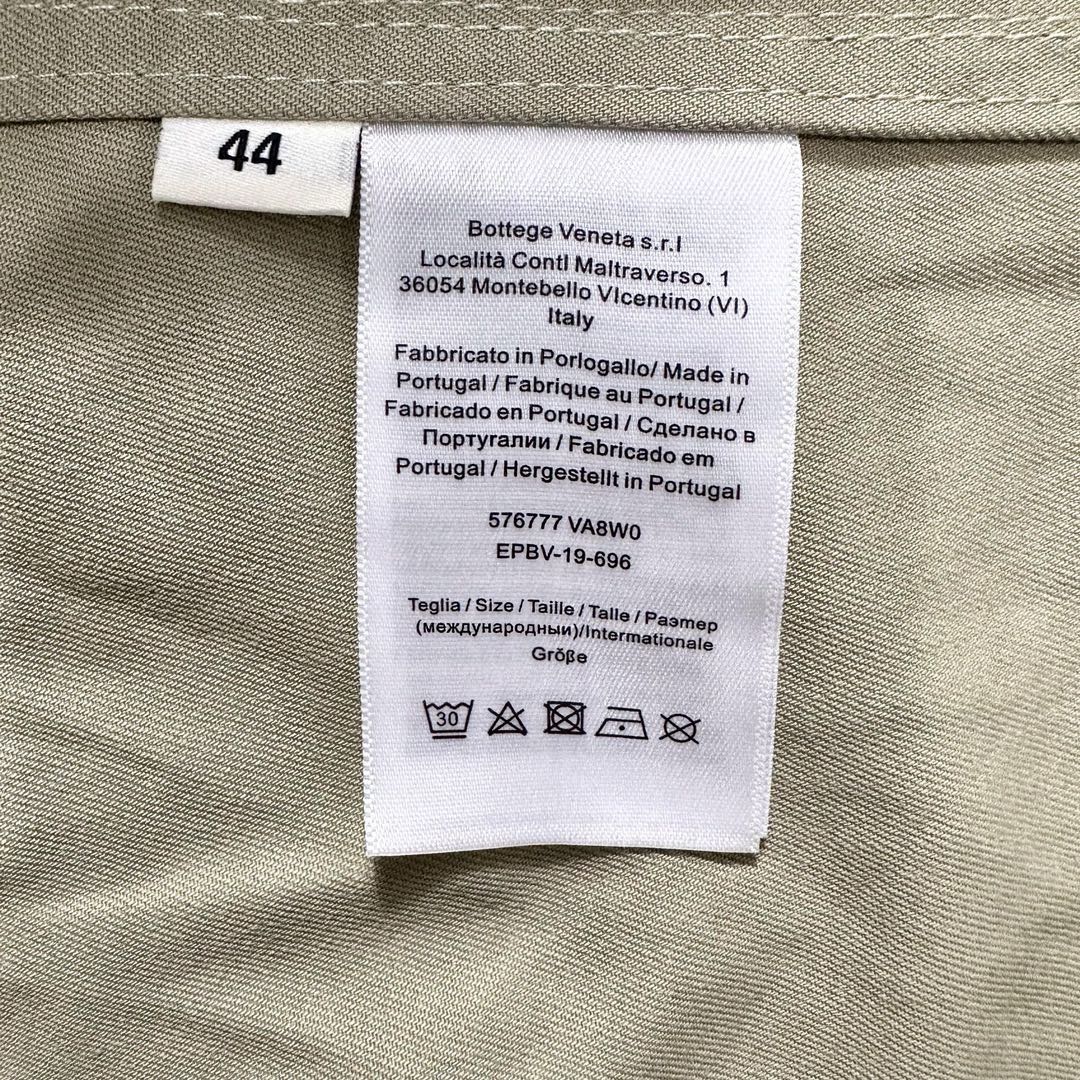 44
Bottege Veneta s.r.l
Località Contl Maltraverso. 1
36054 Montebello VIcentino (VI)
Italy
Fabbricato in Porlogallo/ Made in
Portugal / Fabrique au Portugal /
Fabricado en Portugal / Сделано в
Португалии / Fabricado em
Portugal / Hergestellt in Portugal
576777 VA8W0
EPBV-19-696
Teglia / Size / Taille / Talle / Раэмер
(международныи)/Internationale
Größe
30